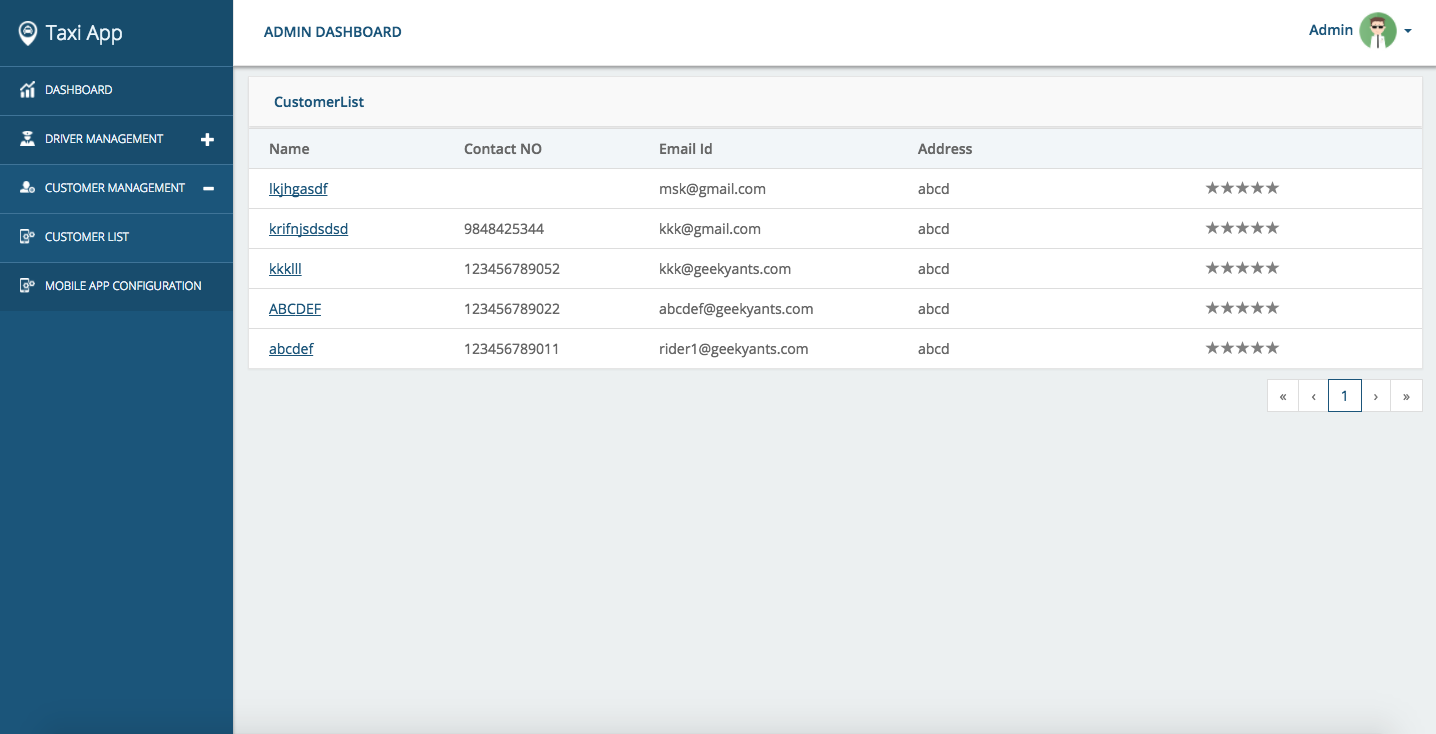 Taxi App
ADMIN DASHBOARD
Admin
DASHBOARD
DRIVER MANAGEMENT
CUSTOMER MANAGEMENT
CUSTOMER LIST
MOBILE APP CONFIGURATION
CustomerList
Name Contact NO Email Id Address
lkjhgasdf msk@gmail.com abcd ★★★★★
krifnjsdsdsd 9848425344 kkk@gmail.com abcd ★★★★★
kkklll 123456789052 kkk@geekyants.com abcd ★★★★★
ABCDEF 123456789022 abcdef@geekyants.com abcd ★★★★★
abcdef 123456789011 rider1@geekyants.com abcd ★★★★★
« ‹ 1 › »